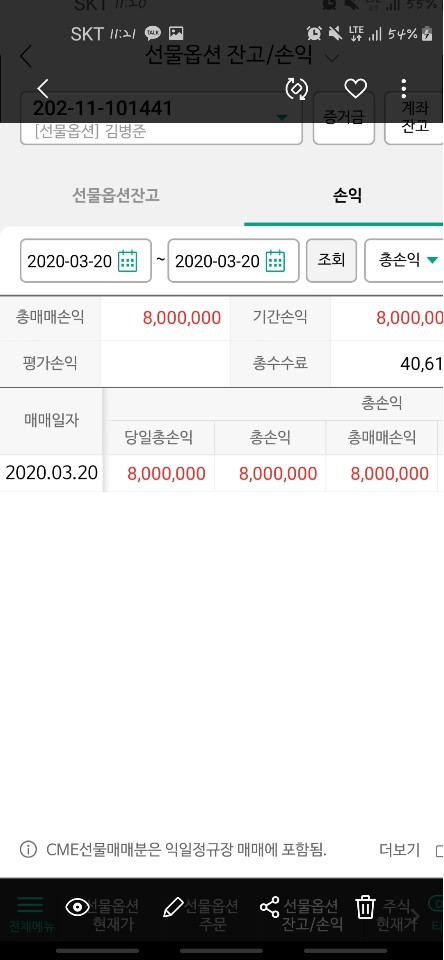 SKT 11:20 55%
SKT 11:21 TALK LTE 54%
선물옵션 잔고/손익
202-11-101441
[선물옵션] 김병준
증거금
계좌
잔고
선물옵션잔고 손익
2020-03-20 ~ 2020-03-20 조회 총손익
총매매손익 8,000,000 기간손익 8,000,00
평가손익 총수수료 40,61
매매일자 총손익
당일총손익 총손익 총매매손익
2020.03.20 8,000,000 8,000,000 8,000,000
CME선물매매분은 익일정규장 매매에 포함됨. 더보기
전체메뉴
선물옵션
현재가
선물옵션
주문
선물옵션
잔고/손익
주식
현재가